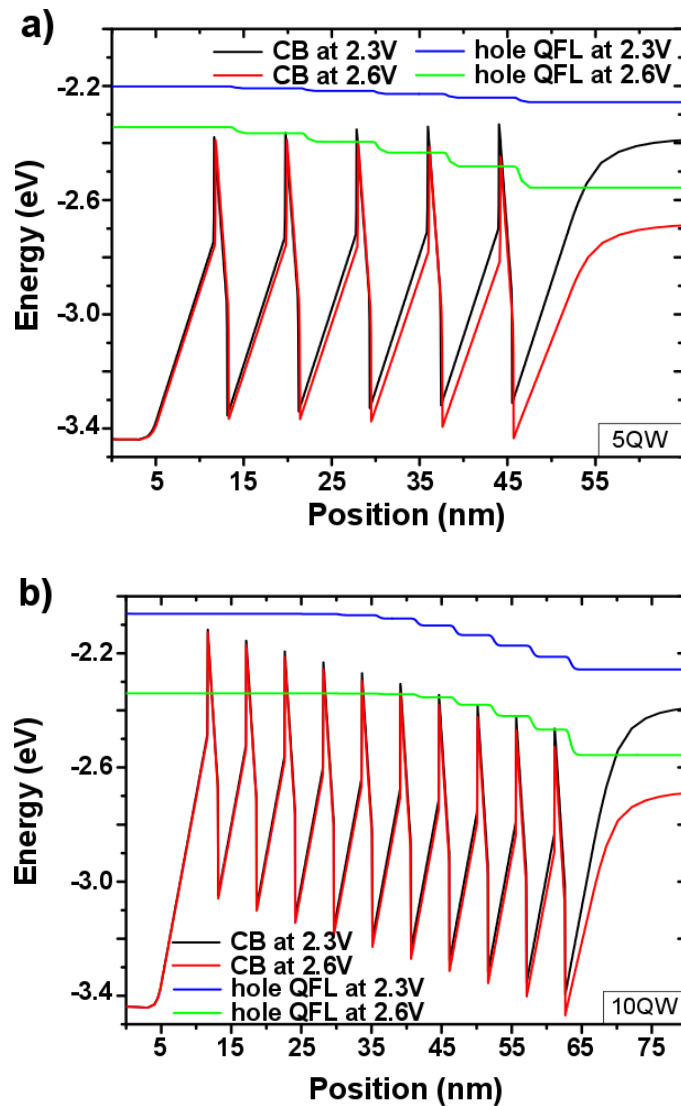 a)
CB at 2.3V hole QFL at 2.3V
CB at 2.6V hole QFL at 2.6V
-2.2
-2.6
-3.0
-3.4
Energy (eV)
5QW
5 15 25 35 45 55
Position (nm)
b)
-2.2
-2.6
-3.0
-3.4
Energy (eV)
CB at 2.3V
CB at 2.6V
hole QFL at 2.3V
hole QFL at 2.6V
10QW
5 15 25 35 45 55 65 75
Position (nm)